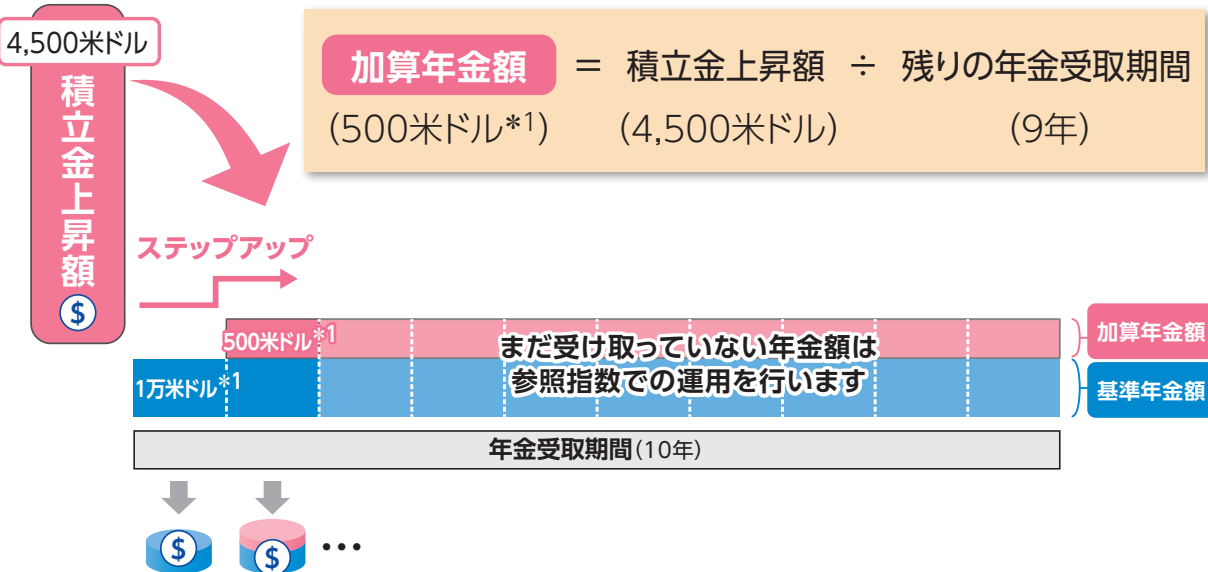 4,500米ドル
積立金上昇額
$
加算年金額 = 積立金上昇額 ÷ 残りの年金受取期間
(500米ドル*1) (4,500米ドル) (9年)
ステップアップ
500米ドル*1
まだ受け取っていない年金額は
参照指数での運用を行います
加算年金額
1万米ドル*1
基準年金額
年金受取期間(10年)
$ $ …